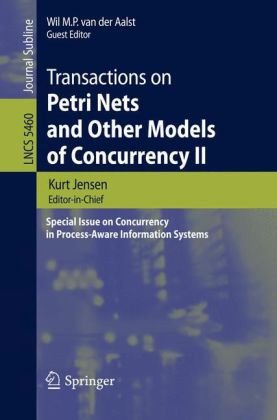 Wil M.P. van der Aalst
Guest Editor
Journal Subline
LNCS 5460
Transactions on
Petri Nets
and Other Models
of Concurrency II
Kurt Jensen
Editor-in-Chief
Special Issue on Concurrency
in Process-Aware Information Systems
Springer